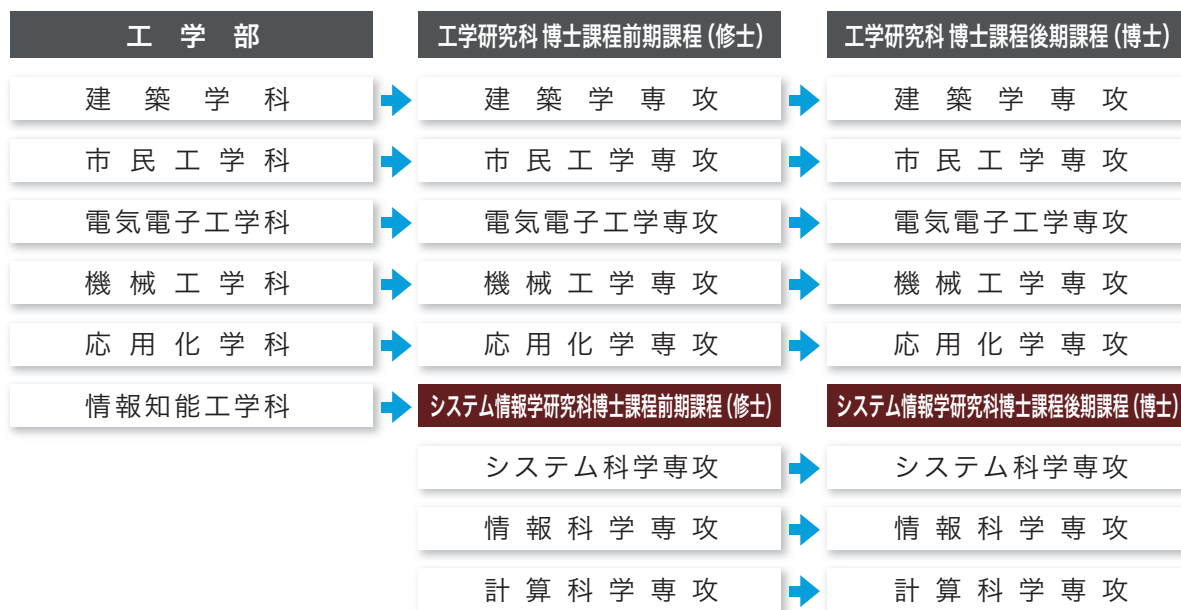 工学部
工学研究科 博士課程前期課程(修士)
工学研究科 博士課程後期課程(博士)
建築学科
建築学専攻
建築学専攻
市民工学科
市民工学専攻
市民工学専攻
電気電子工学科
電気電子工学専攻
電気電子工学専攻
機械工学科
機械工学専攻
機械工学専攻
応用化学科
応用化学専攻
応用化学専攻
情報知能工学科
システム情報学研究科博士課程前期課程(修士)
システム情報学研究科博士課程後期課程(博士)
システム科学専攻
システム科学専攻
情報科学専攻
情報科学専攻
計算科学専攻
計算科学専攻